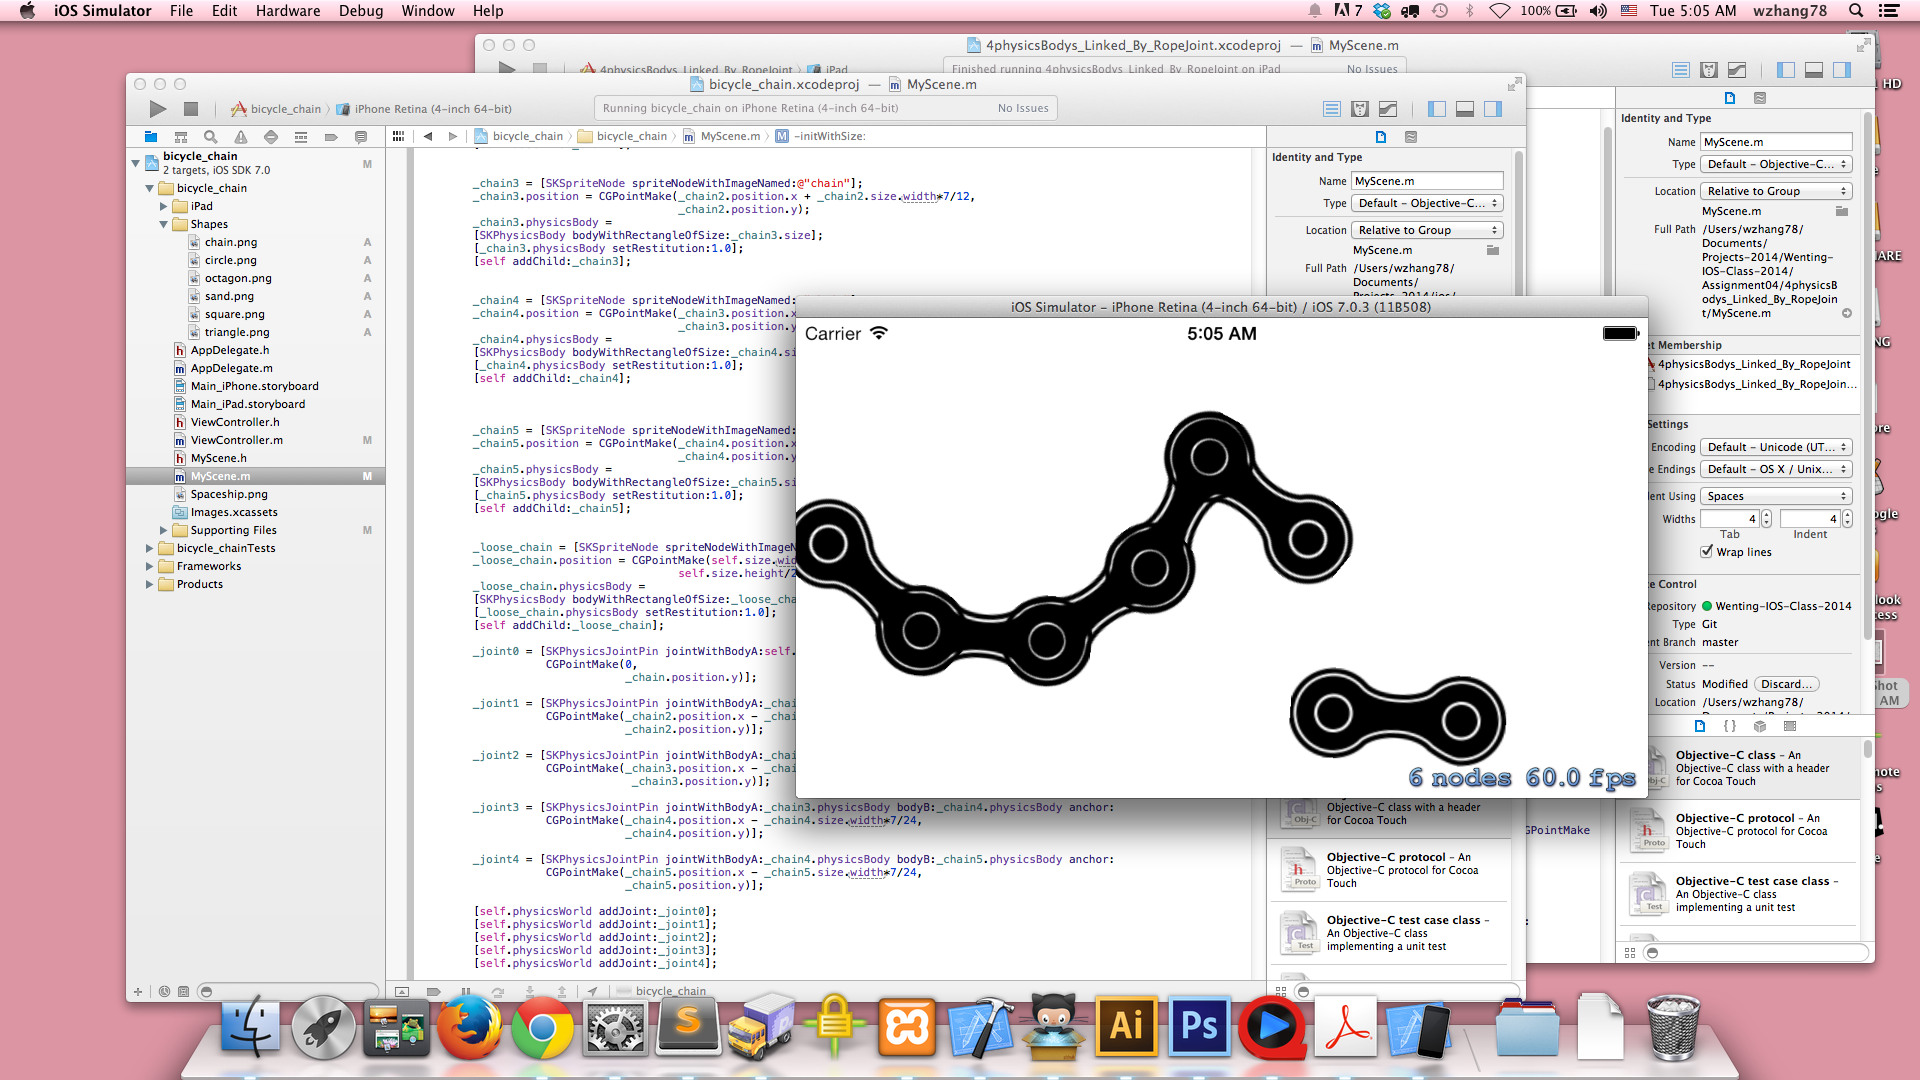 iOS Simulator File Edit Hardware Debug Window Help
7 100% Tue 5:05 AM wzhang78
4physicsBodys_Linked_By_RopeJoint.xcodeproj — MyScene.m
4physicsBodys_Linked_By_RopeJoint iPad
Finished running 4physicsBodys_Linked_By_RopeJoint on iPad No Issues
bicycle_chain.xcodeproj — MyScene.m
bicycle_chain iPhone Retina (4-inch 64-bit)
Running bicycle_chain on iPhone Retina (4-inch 64-bit) No Issues
bicycle_chain bicycle_chain MyScene.m -initWithSize:
bicycle_chain M
2 targets, iOS SDK 7.0
bicycle_chain
iPad
Shapes
chain.png A
circle.png A
octagon.png A
sand.png A
square.png A
triangle.png A
AppDelegate.h
AppDelegate.m
Main_iPhone.storyboard
Main_iPad.storyboard
ViewController.h
ViewController.m M
MyScene.h
MyScene.m M
Spaceship.png
Images.xcassets
Supporting Files M
bicycle_chainTests
Frameworks
Products
_chain3 = [SKSpriteNode spriteNodeWithImageNamed:@"chain"];
_chain3.position = CGPointMake(_chain2.position.x + _chain2.size.width*7/12,
_chain2.position.y);
_chain3.physicsBody =
[SKPhysicsBody bodyWithRectangleOfSize:_chain3.size];
[_chain3.physicsBody setRestitution:1.0];
[self addChild:_chain3];
_chain4 = [SKSpriteNode spriteNodeWithImageNamed:
_chain4.position = CGPointMake(_chain3.position.x
_chain3.position.y
_chain4.physicsBody =
[SKPhysicsBody bodyWithRectangleOfSize:_chain4.si
[_chain4.physicsBody setRestitution:1.0];
[self addChild:_chain4];
_chain5 = [SKSpriteNode spriteNodeWithImageNamed:
_chain5.position = CGPointMake(_chain4.position.x
_chain4.position.y
_chain5.physicsBody =
[SKPhysicsBody bodyWithRectangleOfSize:_chain5.si
[_chain5.physicsBody setRestitution:1.0];
[self addChild:_chain5];
_loose_chain = [SKSpriteNode spriteNodeWithImageN
_loose_chain.position = CGPointMake(self.size.wid
self.size.height/2
_loose_chain.physicsBody =
[SKPhysicsBody bodyWithRectangleOfSize:_loose_cha
[_loose_chain.physicsBody setRestitution:1.0];
[self addChild:_loose_chain];
_joint0 = [SKPhysicsJointPin jointWithBodyA:self.
CGPointMake(0,
_chain.position.y)];
_joint1 = [SKPhysicsJointPin jointWithBodyA:_chai
CGPointMake(_chain2.position.x - _chai
_chain2.position.y)];
_joint2 = [SKPhysicsJointPin jointWithBodyA:_chai
CGPointMake(_chain3.position.x - _chai
_chain3.position.y)];
_joint3 = [SKPhysicsJointPin jointWithBodyA:_chain3.physicsBody bodyB:_chain4.physicsBody anchor:
CGPointMake(_chain4.position.x - _chain4.size.width*7/24,
_chain4.position.y)];
_joint4 = [SKPhysicsJointPin jointWithBodyA:_chain4.physicsBody bodyB:_chain5.physicsBody anchor:
CGPointMake(_chain5.position.x - _chain5.size.width*7/24,
_chain5.position.y)];
[self.physicsWorld addJoint:_joint0];
[self.physicsWorld addJoint:_joint1];
[self.physicsWorld addJoint:_joint2];
[self.physicsWorld addJoint:_joint3];
[self.physicsWorld addJoint:_joint4];
bicycle_chain
Identity and Type
Name MyScene.m
Type Default - Objective-C...
Location Relative to Group
MyScene.m
Full Path /Users/wzhang78/
Documents/
Projects-2014/ios/
iOS Simulator - iPhone Retina (4-inch 64-bit) / iOS 7.0.3 (11B508)
Carrier 5:05 AM
6 nodes 60.0 fps
Objective-C class with a header
for Cocoa Touch
Objective-C protocol - An
Objective-C protocol for Cocoa
Touch
Objective-C test case class -
An Objective-C class
implementing a unit test
GPointMake
Identity and Type
Name MyScene.m
Type Default - Objective-C...
Location Relative to Group
MyScene.m
Full Path /Users/wzhang78/
Documents/
Projects-2014/Wenting-
IOS-Class-2014/
Assignment04/4physicsB
odys_Linked_By_RopeJoin
t/MyScene.m
et Membership
4physicsBodys_Linked_By_RopeJoint
4physicsBodys_Linked_By_RopeJoin...
Settings
Encoding Default - Unicode (UT...
e Endings Default - OS X / Unix...
ent Using Spaces
Widths 4 4
Tab Indent
Wrap lines
ce Control
epository Wenting-IOS-Class-2014
Type Git
ent Branch master
Version --
Status Modified Discard...
Location /Users/wzhang78/
Objective-C class - An
Objective-C class with a header
for Cocoa Touch
Objective-C protocol - An
Objective-C protocol for Cocoa
Touch
Objective-C test case class -
An Objective-C class
implementing a unit test
HD
Ai
Ps